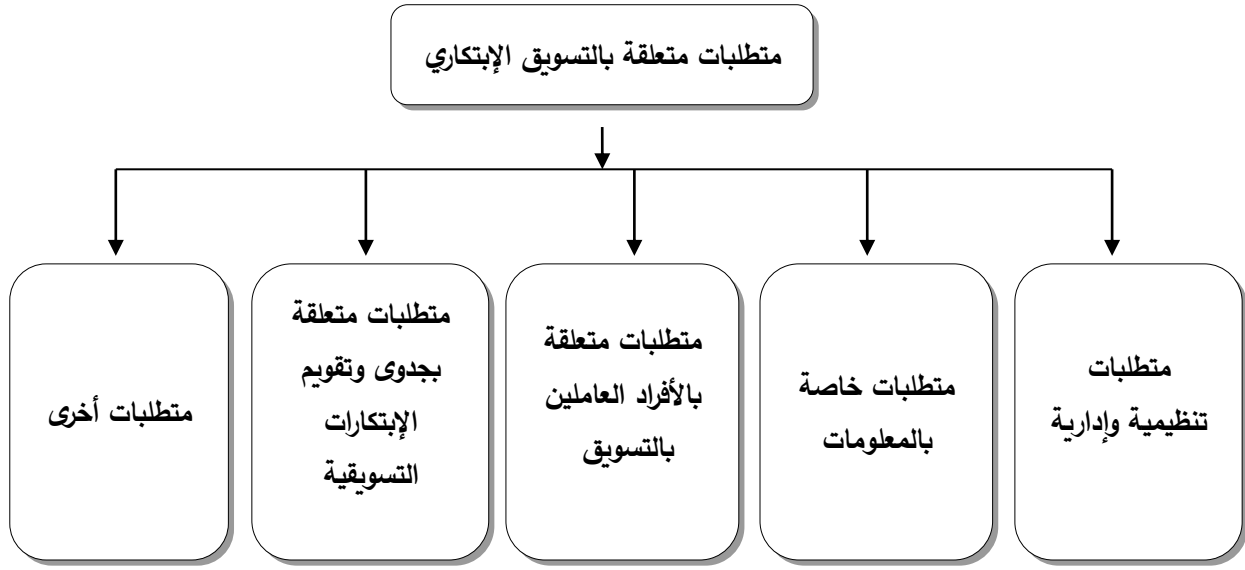 متطلبات متعلقة بالتسويق الإبتكاري
متطلبات
تنظيمية وإدارية
متطلبات خاصة
بالمعلومات
متطلبات متعلقة
بالأفراد العاملين
بالتسويق
متطلبات متعلقة
بجدوى وتقويم
الإبتكارات
التسويقية
متطلبات أخرى